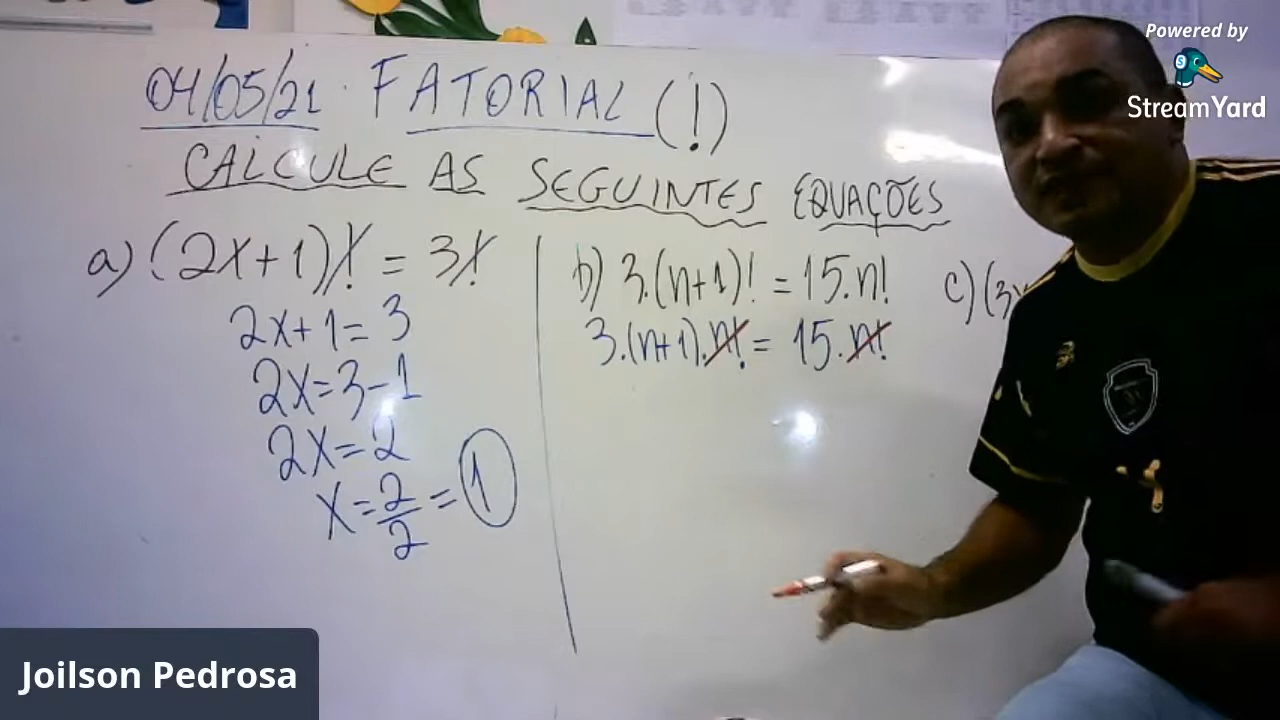 Powered by
StreamYard
04/05/21. FATORIAL (!)
CALCULE AS SEGUINTES EQUAÇÕES
a) (2X+1)! = 3!
2X+1=3
2X=3-1
2X=2
X=2/2=1
b) 3.(n+1)! = 15.n!
3.(n+1).n! = 15.n!
c) (3x
Joilson Pedrosa